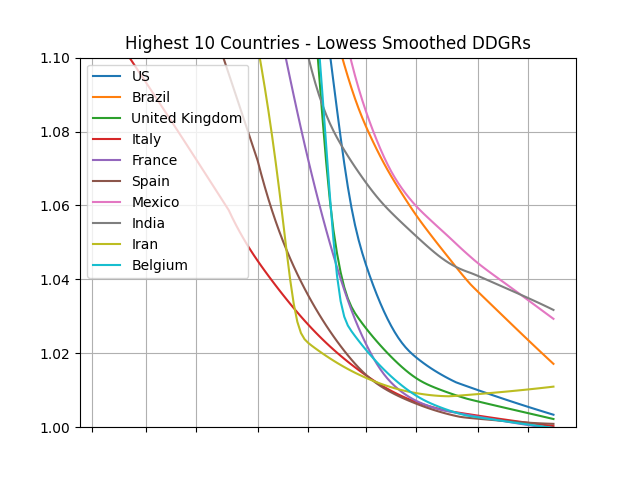 Highest 10 Countries - Lowess Smoothed DDGRs
1.10
1.08
1.06
1.04
1.02
1.00
US
Brazil
United Kingdom
Italy
France
Spain
Mexico
India
Iran
Belgium